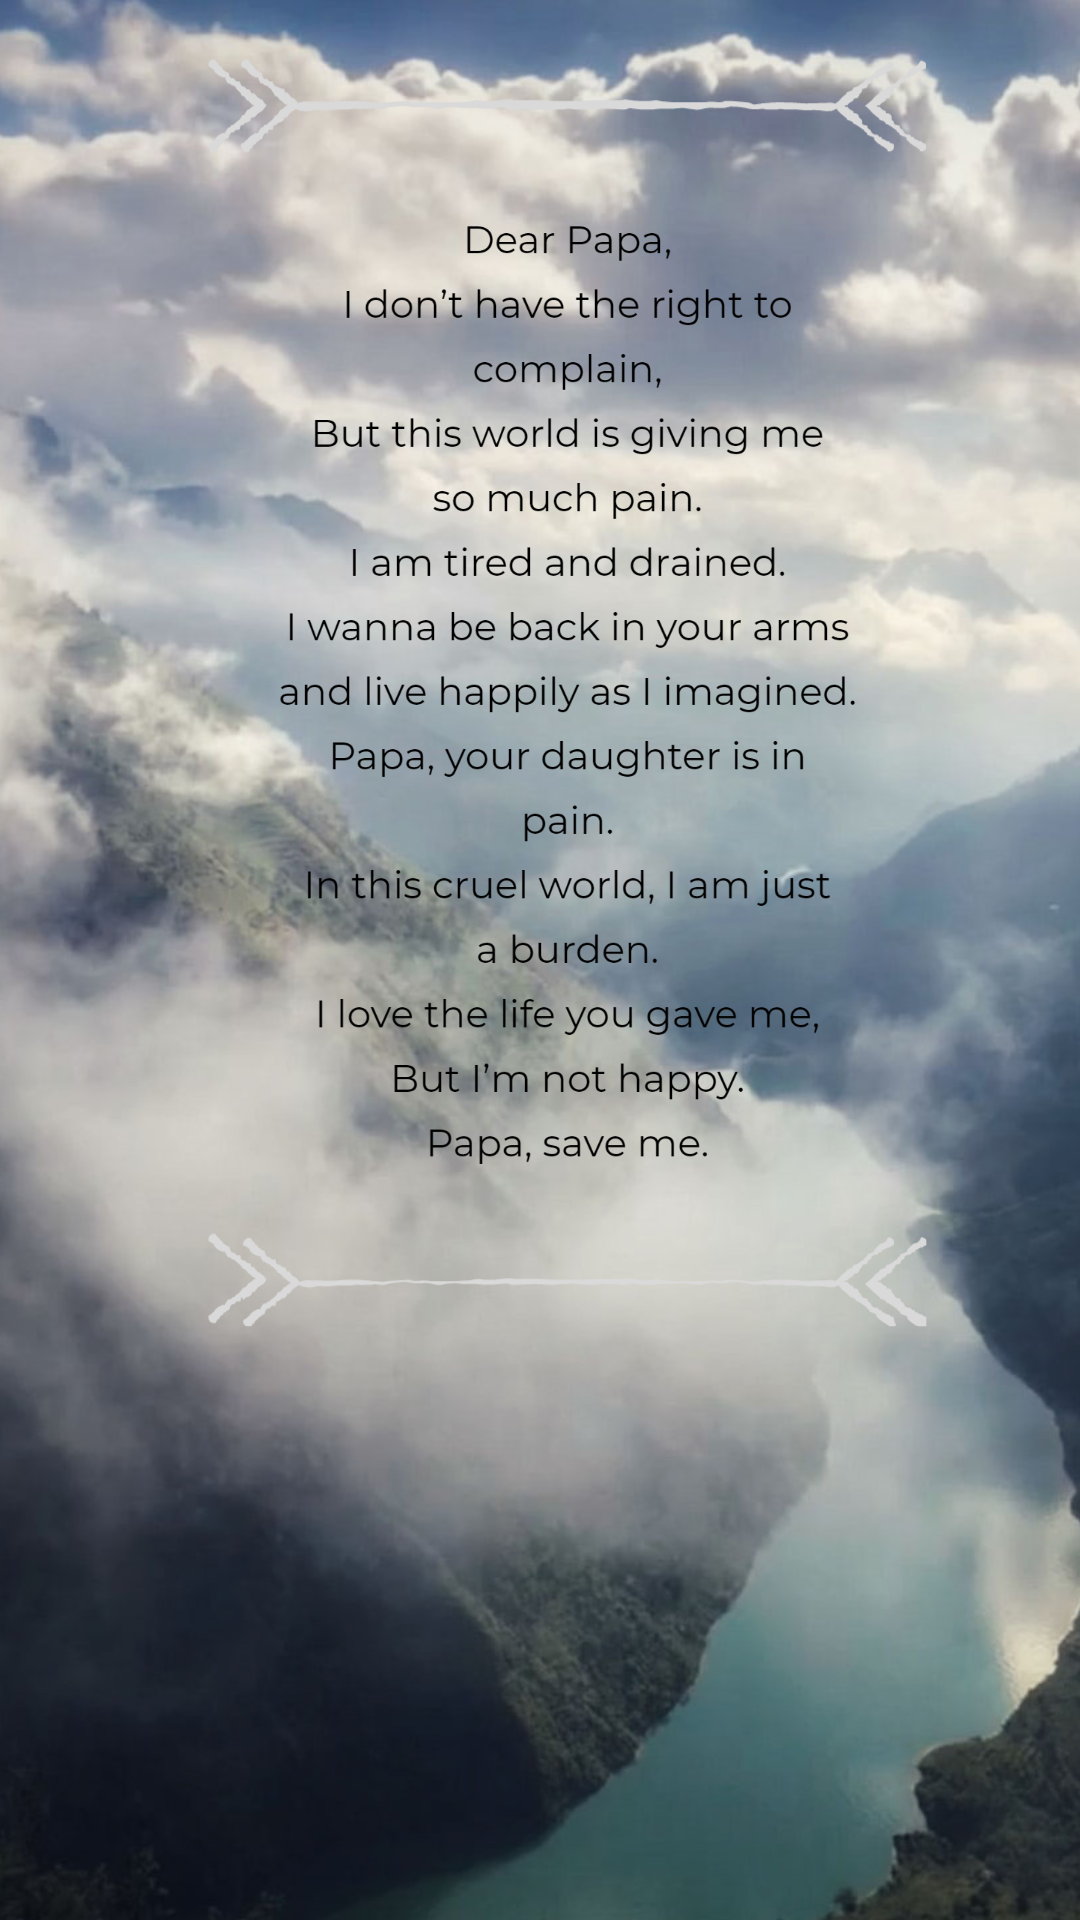 Dear Papa,
I don’t have the right to
complain,
But this world is giving me
so much pain.
I am tired and drained.
I wanna be back in your arms
and live happily as I imagined.
Papa, your daughter is in
pain.
In this cruel world, I am just
a burden.
I love the life you gave me,
But I’m not happy.
Papa, save me.